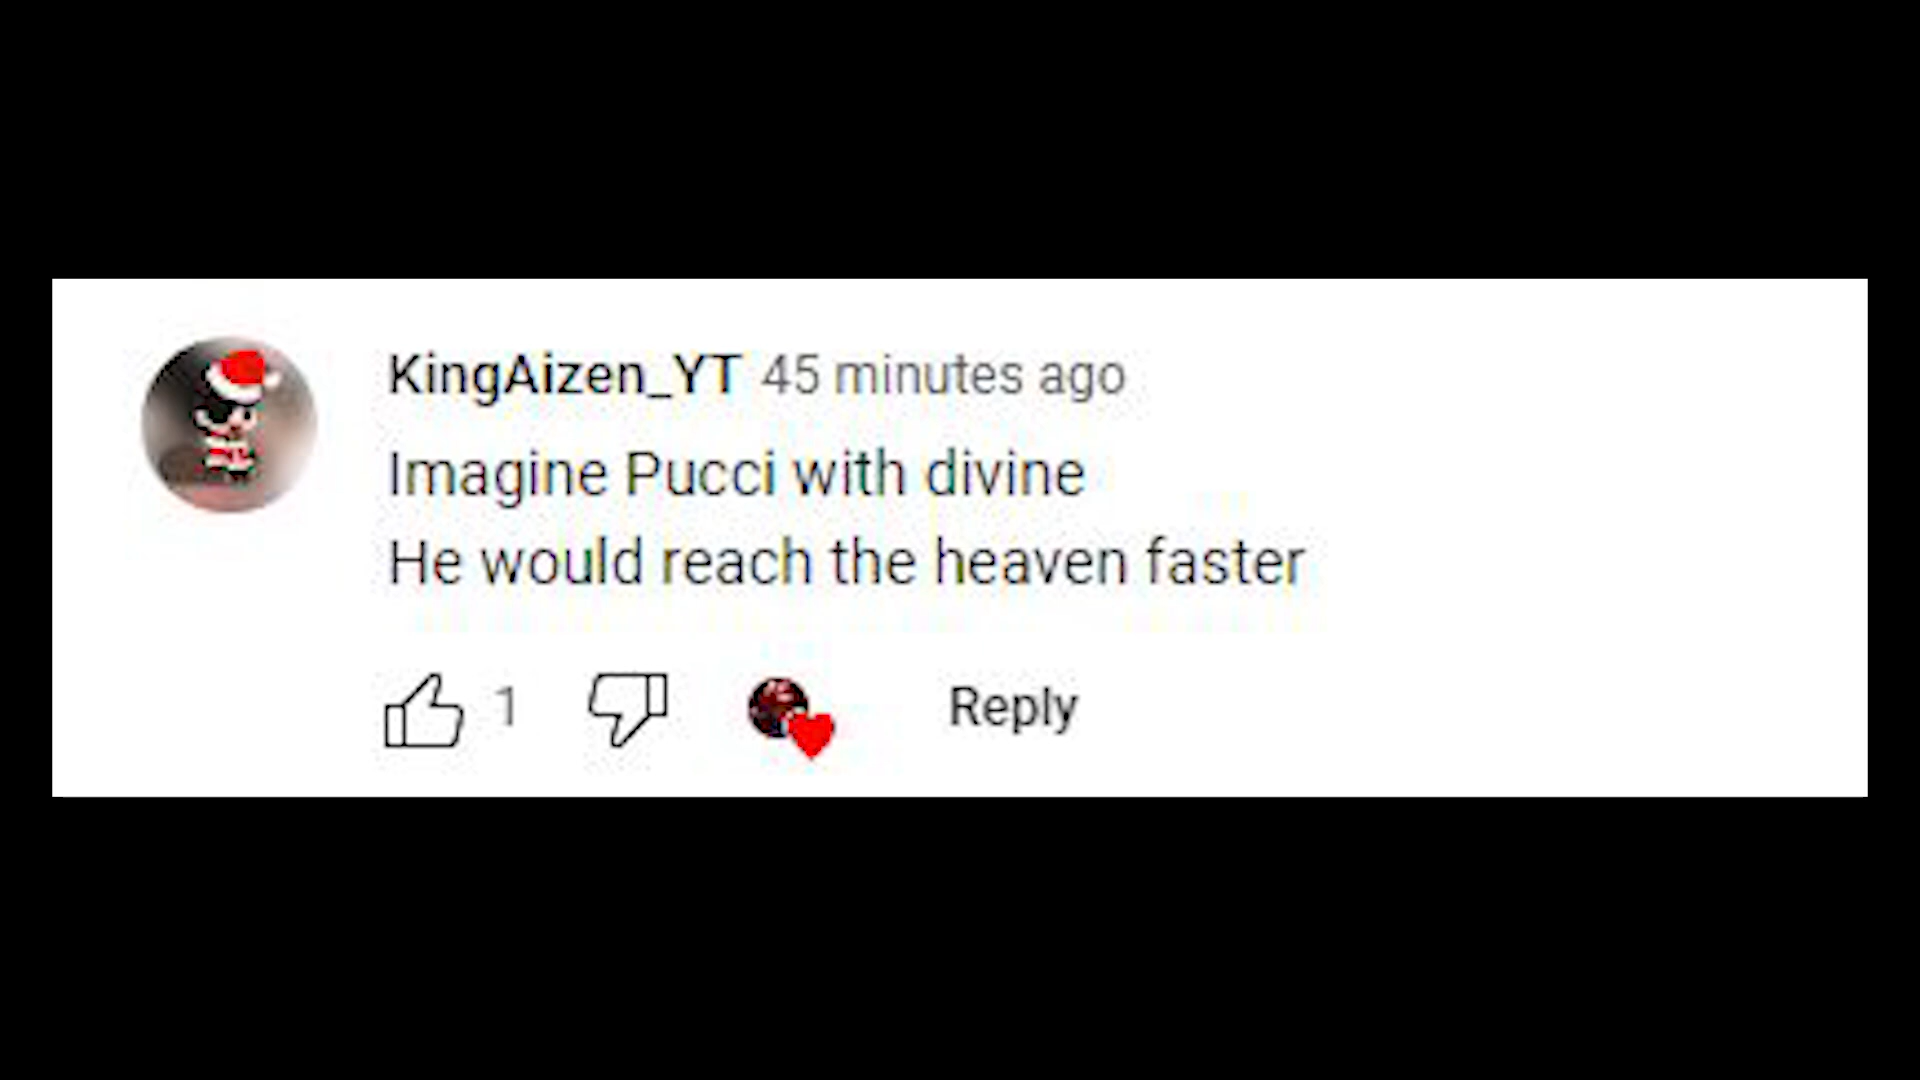 KingAizen_YT 45 minutes ago
Imagine Pucci with divine
He would reach the heaven faster
1 Reply